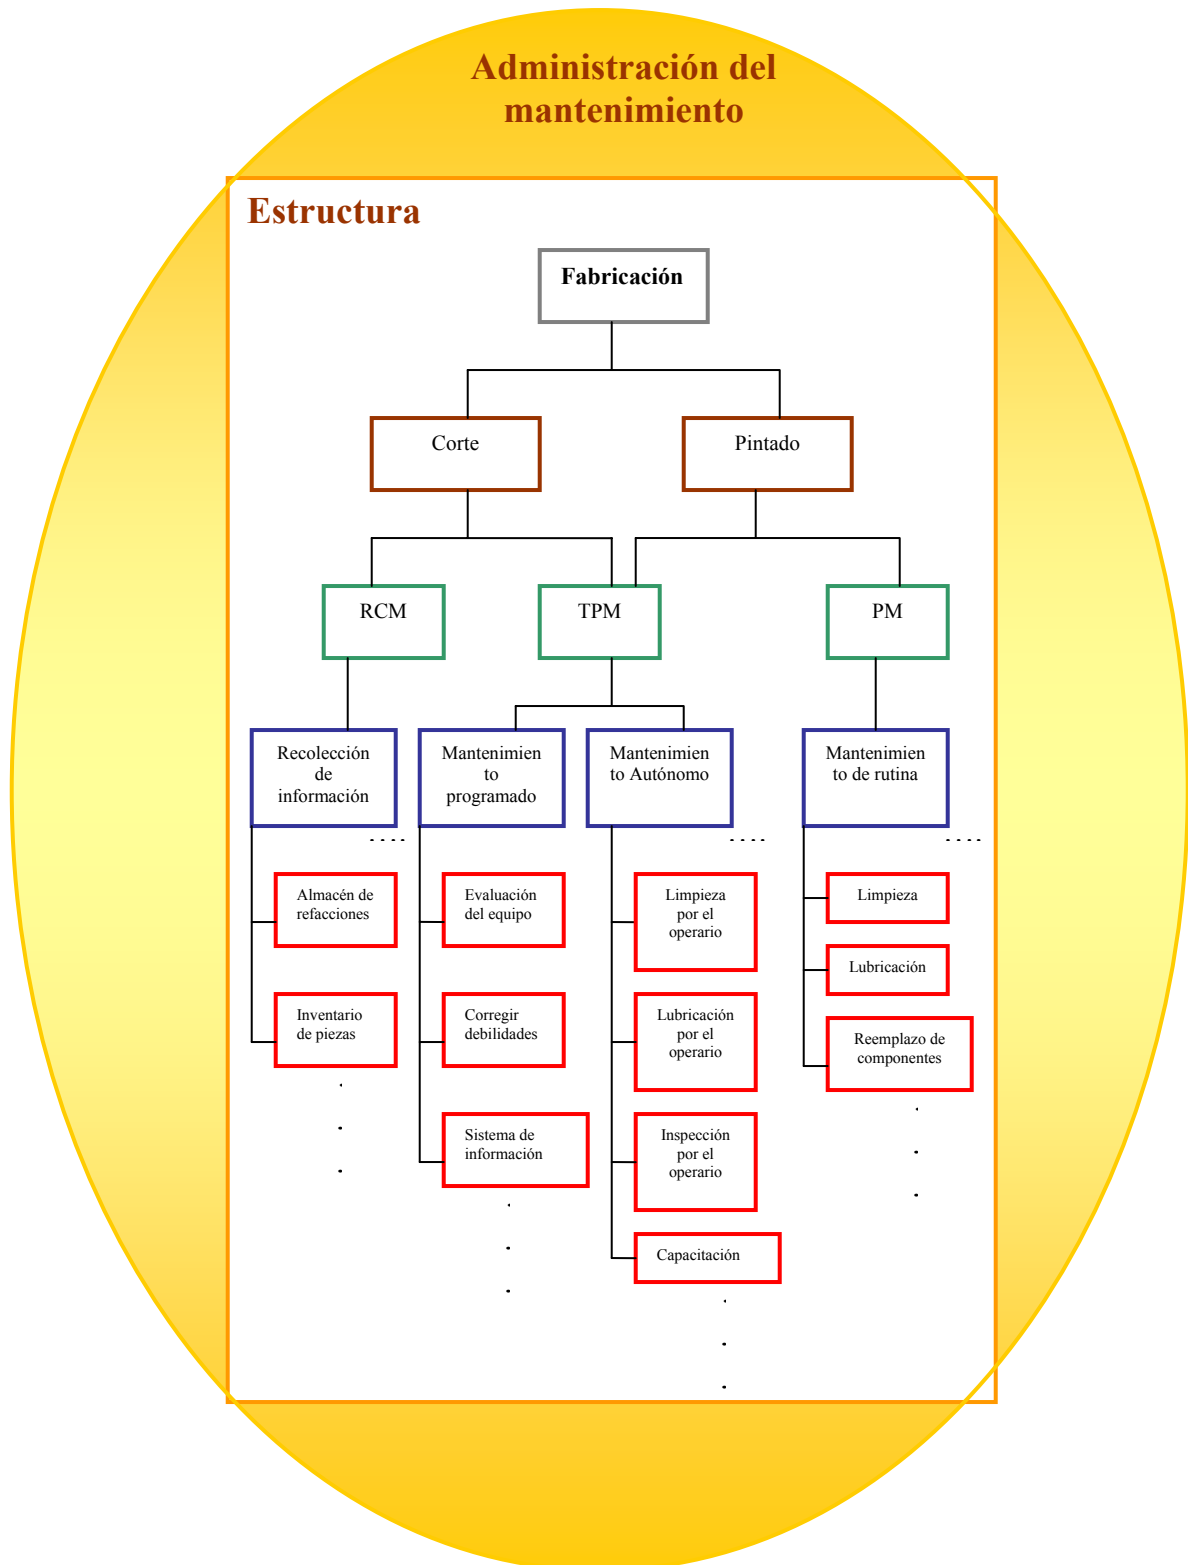 Administración del
mantenimiento
Estructura
Fabricación
Corte
Pintado
RCM
TPM
PM
Recolección
de
información
Mantenimien
to
programado
Mantenimien
to Autónomo
Mantenimien
to de rutina
. . . .
. . . .
. . . .
Almacén de
refacciones
Inventario
de piezas
.
.
.
Evaluación
del equipo
Corregir
debilidades
Sistema de
información
.
.
.
Limpieza
por el
operario
Lubricación
por el
operario
Inspección
por el
operario
Capacitación
.
.
.
Limpieza
Lubricación
Reemplazo de
componentes
.
.
.